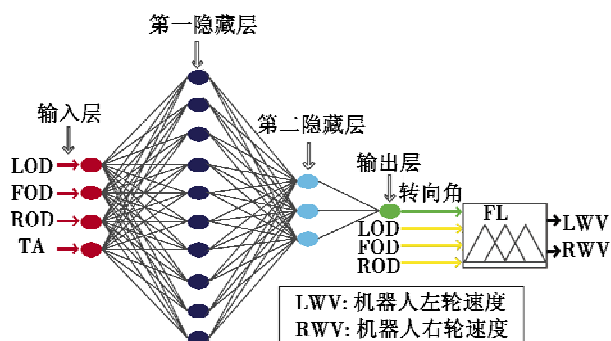 第一隐藏层
输入层
第二隐藏层
输出层
LOD
FOD
ROD
TA
转向角
LOD
FOD
ROD
FL
LWV
RWV
LWV: 机器人左轮速度
RWV: 机器人右轮速度